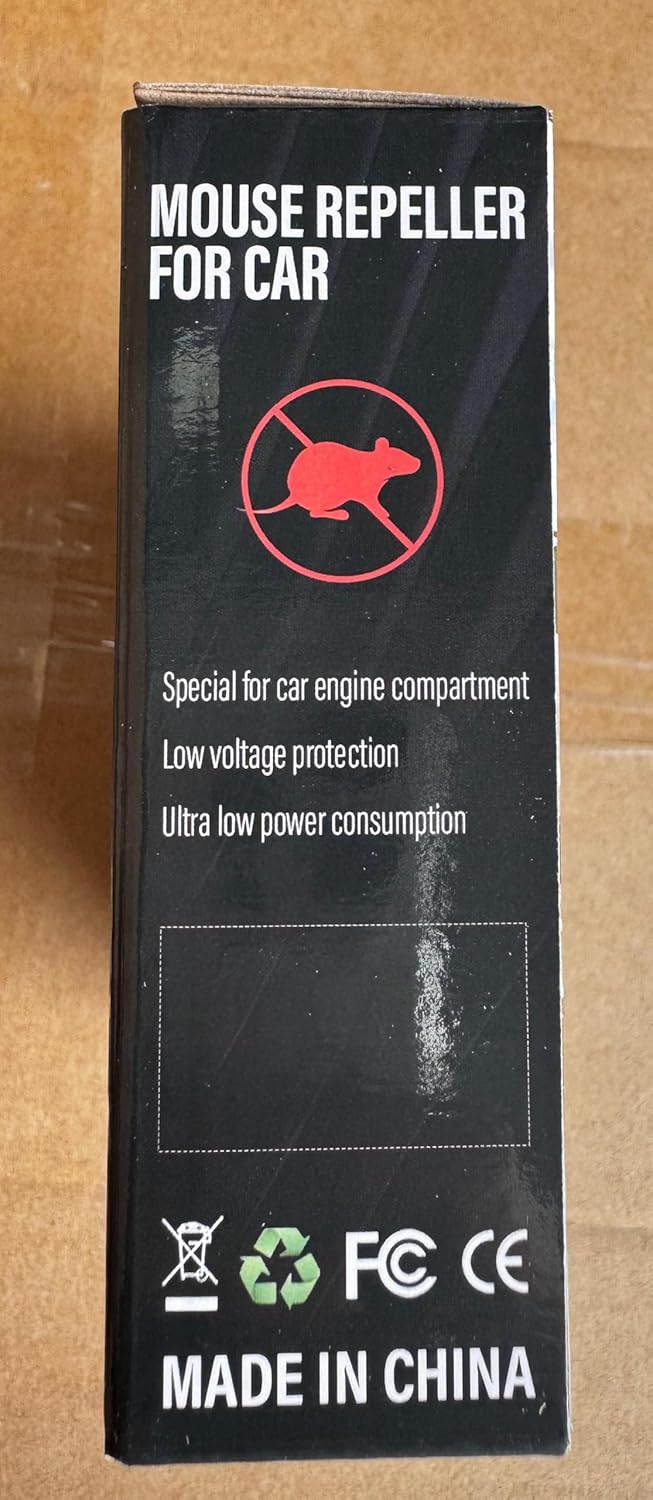 MOUSE REPELLER
FOR CAR
Special for car engine compartment
Low voltage protection
Ultra low power consumption
FC CE
MADE IN CHINA